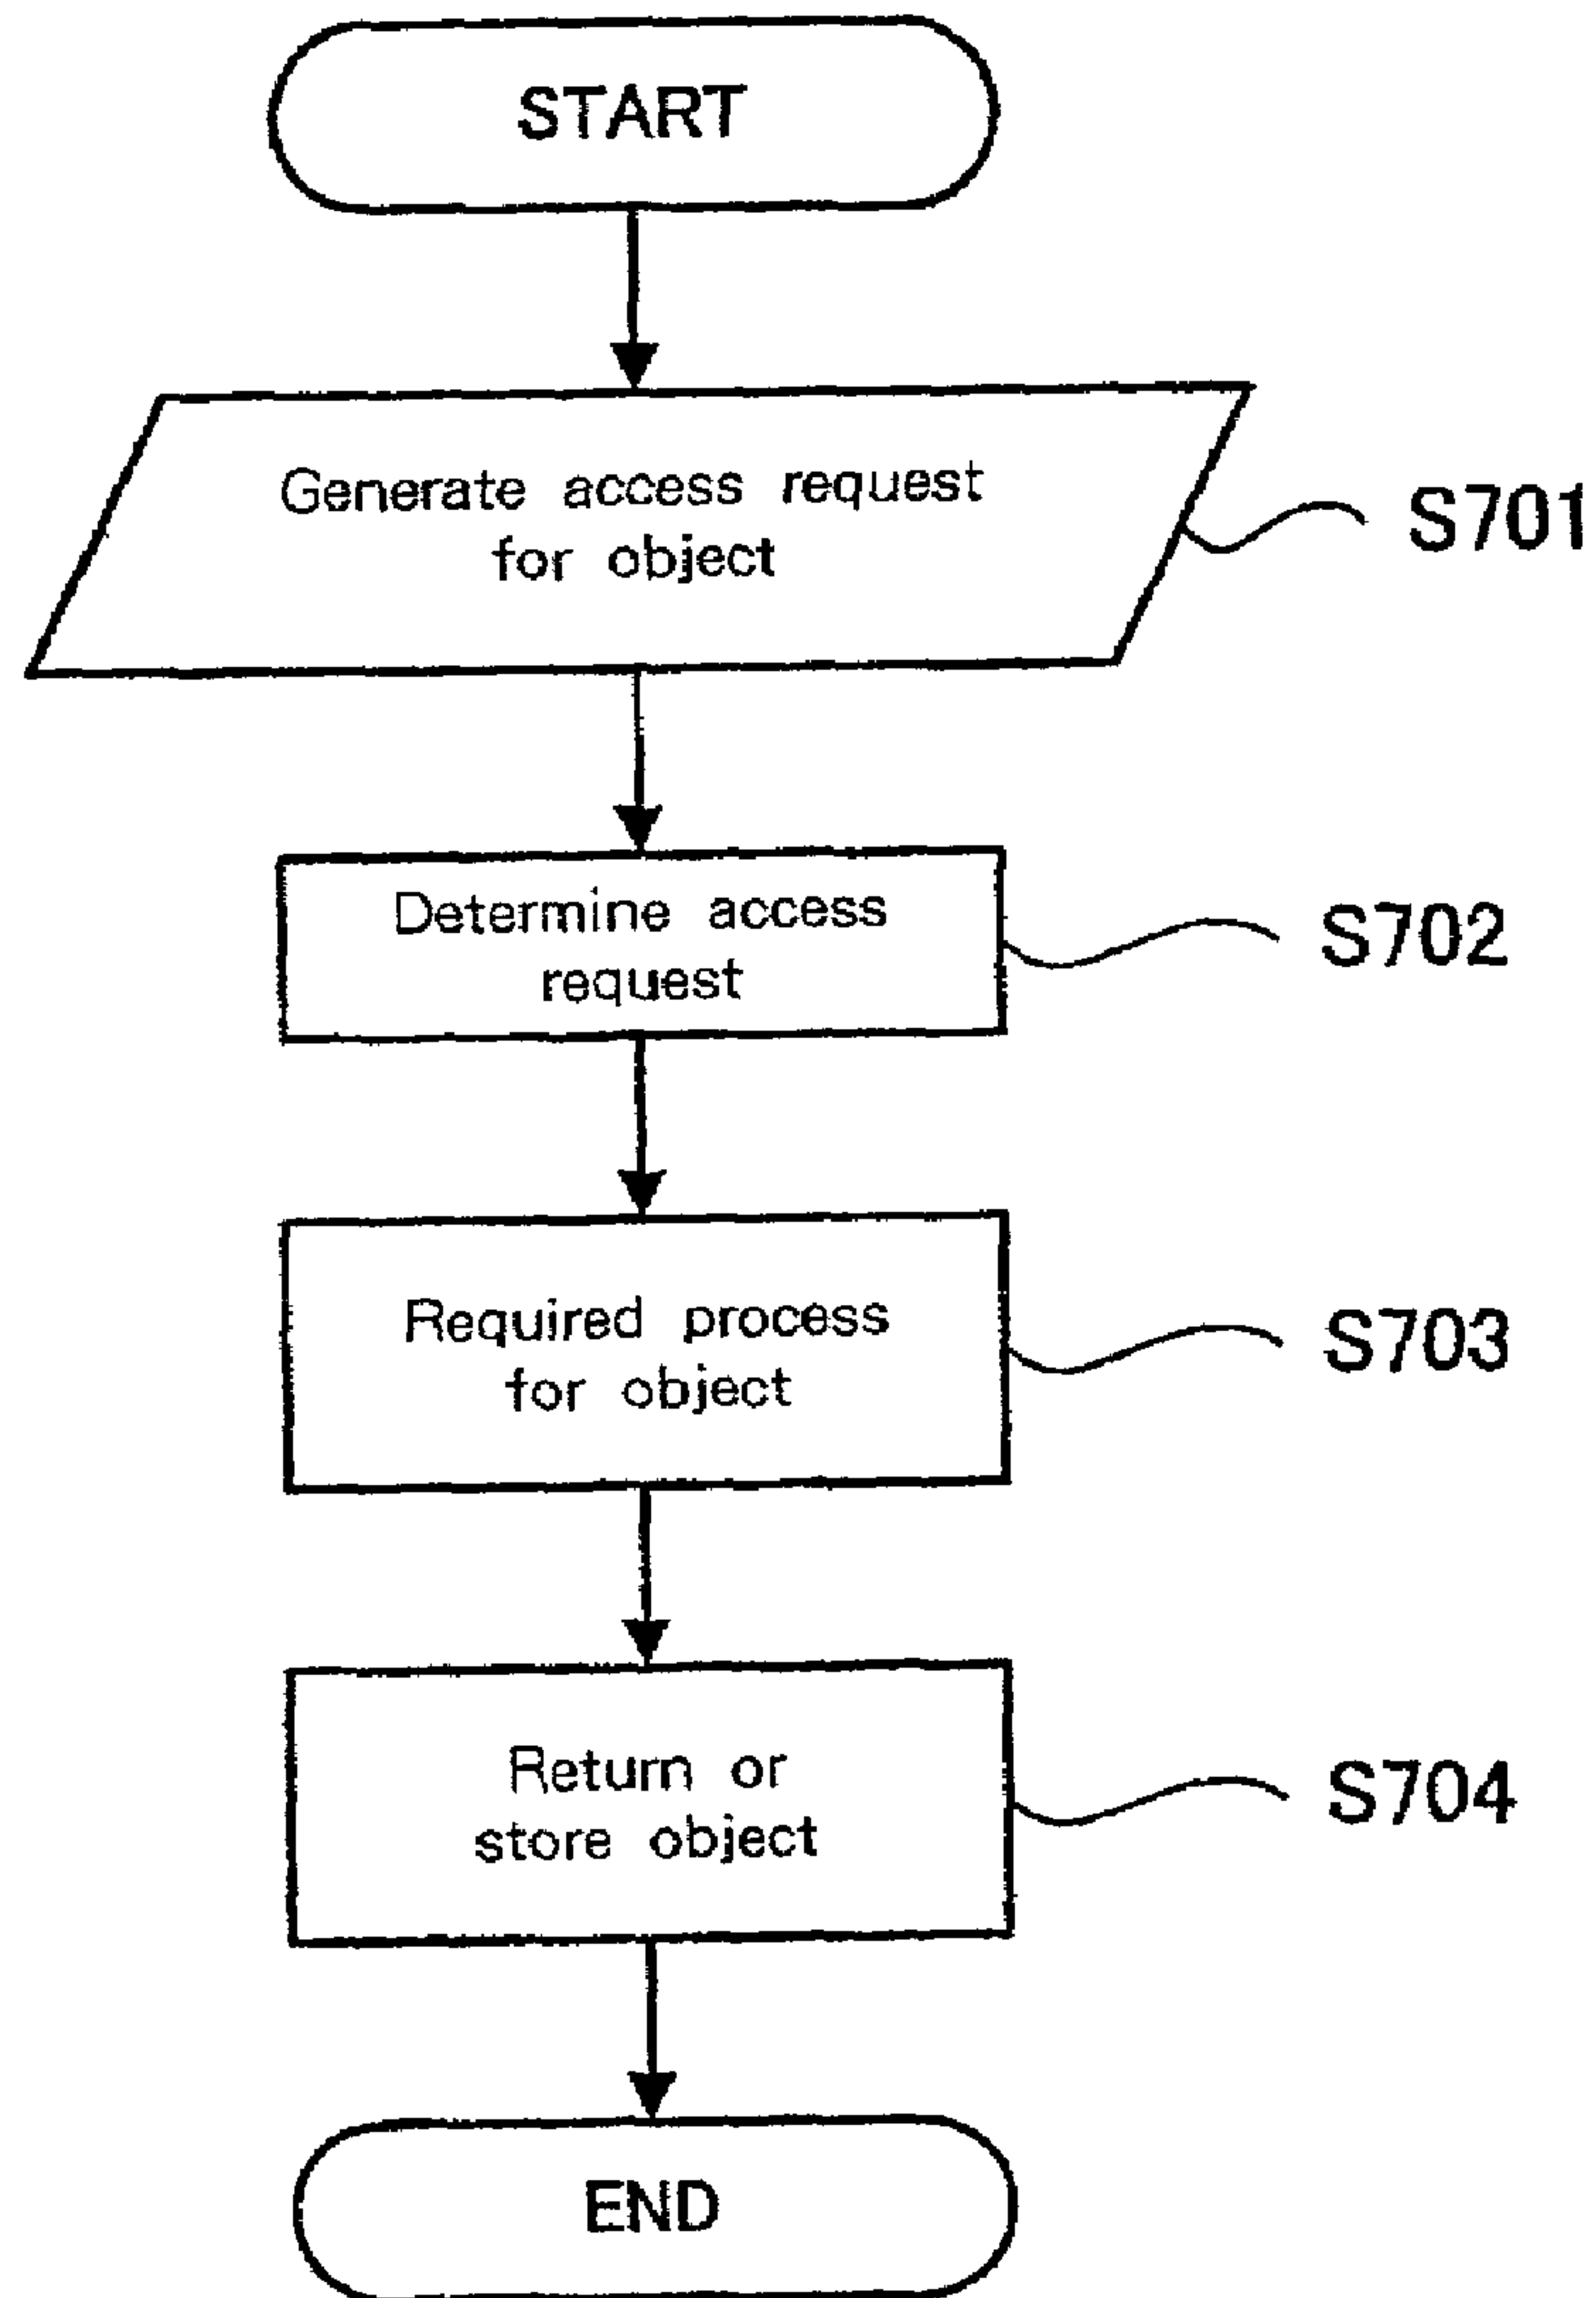 START
Generate access request
for object
S701
Determine access
request
S702
Required process
for object
S703
Return or
store object
S704
END